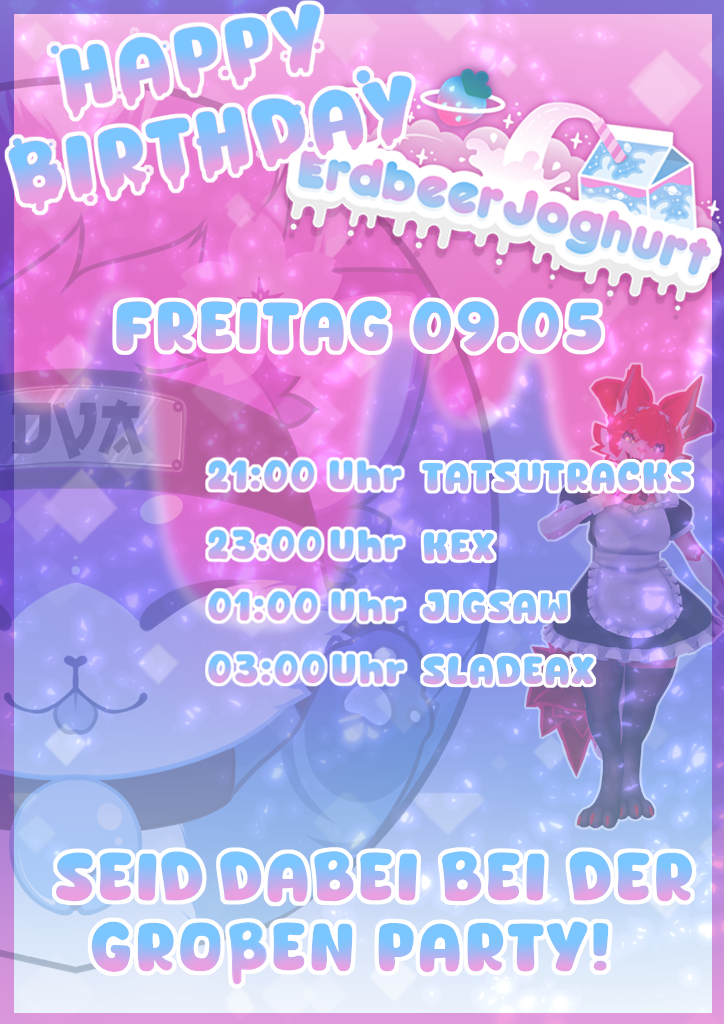 HAPPY
BIRTHDAY
ErdbeerJoghurt
FREITAG 09.05
DVA
21:00 Uhr TATSUTRACKS
23:00 Uhr KEX
01:00 Uhr JIGSAW
03:00 Uhr SLADEAX
SEID DABEI BEI DER
GROßEN PARTY!